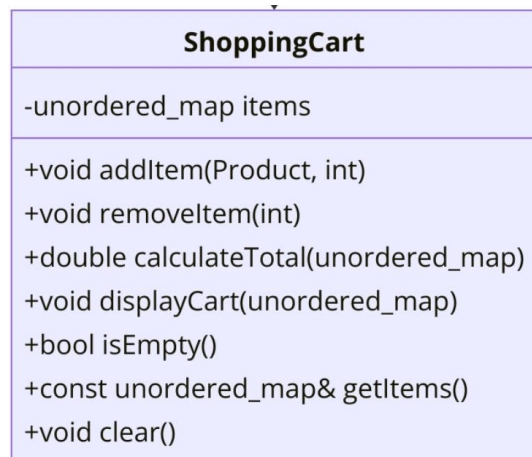 ShoppingCart
-unordered_map items
+void addItem(Product, int)
+void removeItem(int)
+double calculateTotal(unordered_map)
+void displayCart(unordered_map)
+bool isEmpty()
+const unordered_map& getItems()
+void clear()